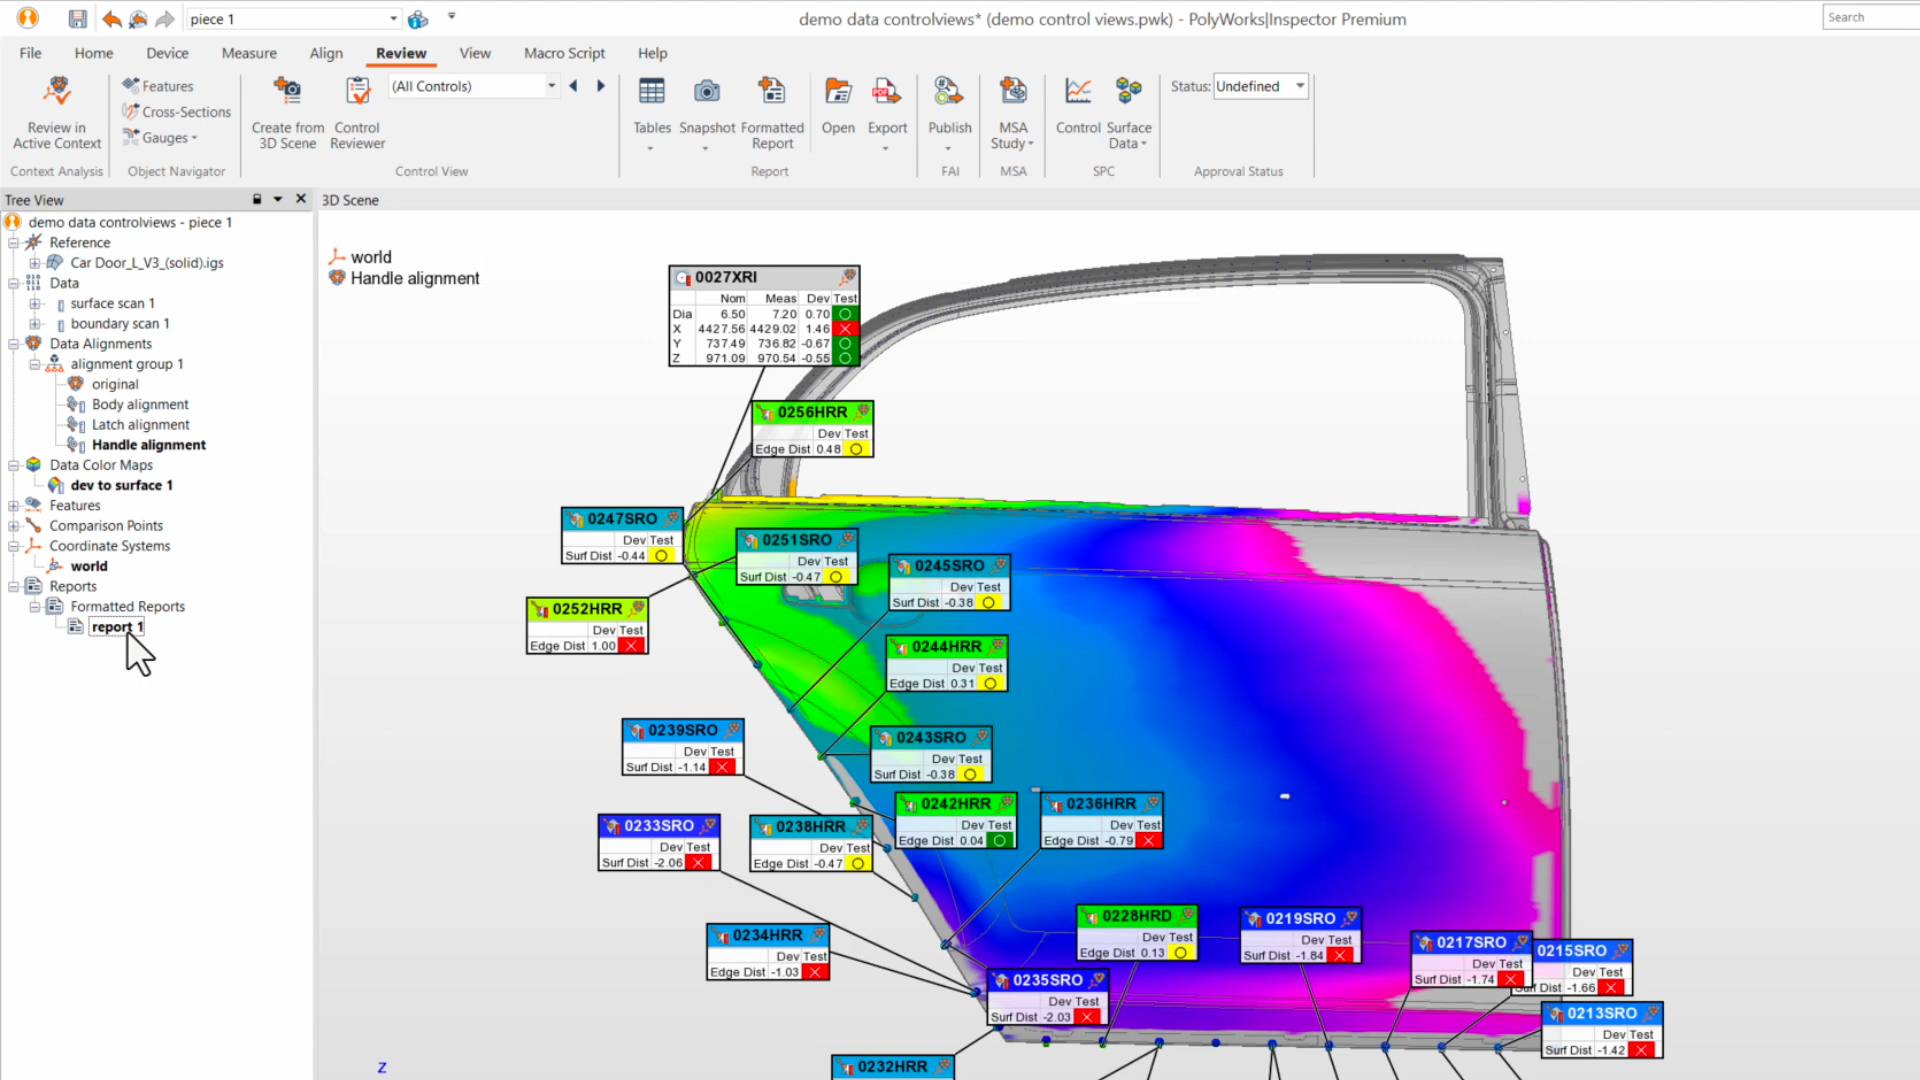 piece 1
demo data controlviews* (demo control views.pwk) - PolyWorks|Inspector Premium
Search
File
Home
Device
Measure
Align
Review
View
Macro Script
Help
Review in
Active Context
Context Analysis
Features
Cross-Sections
Gauges
Object Navigator
Create from
3D Scene
Control
Reviewer
(All Controls)
Control View
Tables
Snapshot
Formatted
Report
Open
Export
Report
Publish
FAI
MSA
Study
MSA
Control
Surface
Data
SPC
Status: Undefined
Approval Status
Tree View
demo data controlviews - piece 1
Reference
Car Door_L_V3_(solid).igs
Data
surface scan 1
boundary scan 1
Data Alignments
alignment group 1
original
Body alignment
Latch alignment
Handle alignment
Data Color Maps
dev to surface 1
Features
Comparison Points
Coordinate Systems
world
Reports
Formatted Reports
report 1
3D Scene
world
Handle alignment
0027XRI
Nom Meas Dev Test
Dia 6.50 7.20 0.70
X 4427.56 4429.02 1.46
Y 737.49 736.82 -0.67
Z 971.09 970.54 -0.55
0256HRR
Dev Test
Edge Dist 0.48
0247SRO
Dev Test
Surf Dist -0.44
0251SRO
Dev Test
Surf Dist -0.47
0245SRO
Dev Test
Surf Dist -0.38
0252HRR
Dev Test
Edge Dist 1.00
0244HRR
Dev Test
Edge Dist 0.31
0239SRO
Dev Test
Surf Dist -1.14
0243SRO
Dev Test
Surf Dist -0.38
0242HRR
Dev Test
Edge Dist 0.04
0236HRR
Dev Test
Edge Dist -0.79
0233SRO
Dev Test
Surf Dist -2.06
0238HRR
Dev Test
Edge Dist -0.47
0228HRD
Dev Test
Edge Dist 0.13
0219SRO
Dev Test
Surf Dist -1.84
0234HRR
Dev Test
Edge Dist -1.03
0217SRO
Dev Test
Surf Dist -1.74
0215SRO
Dev Test
Surf Dist -1.66
0235SRO
Dev Test
Surf Dist -2.03
0213SRO
Dev Test
Surf Dist -1.42
0232HRR
Z